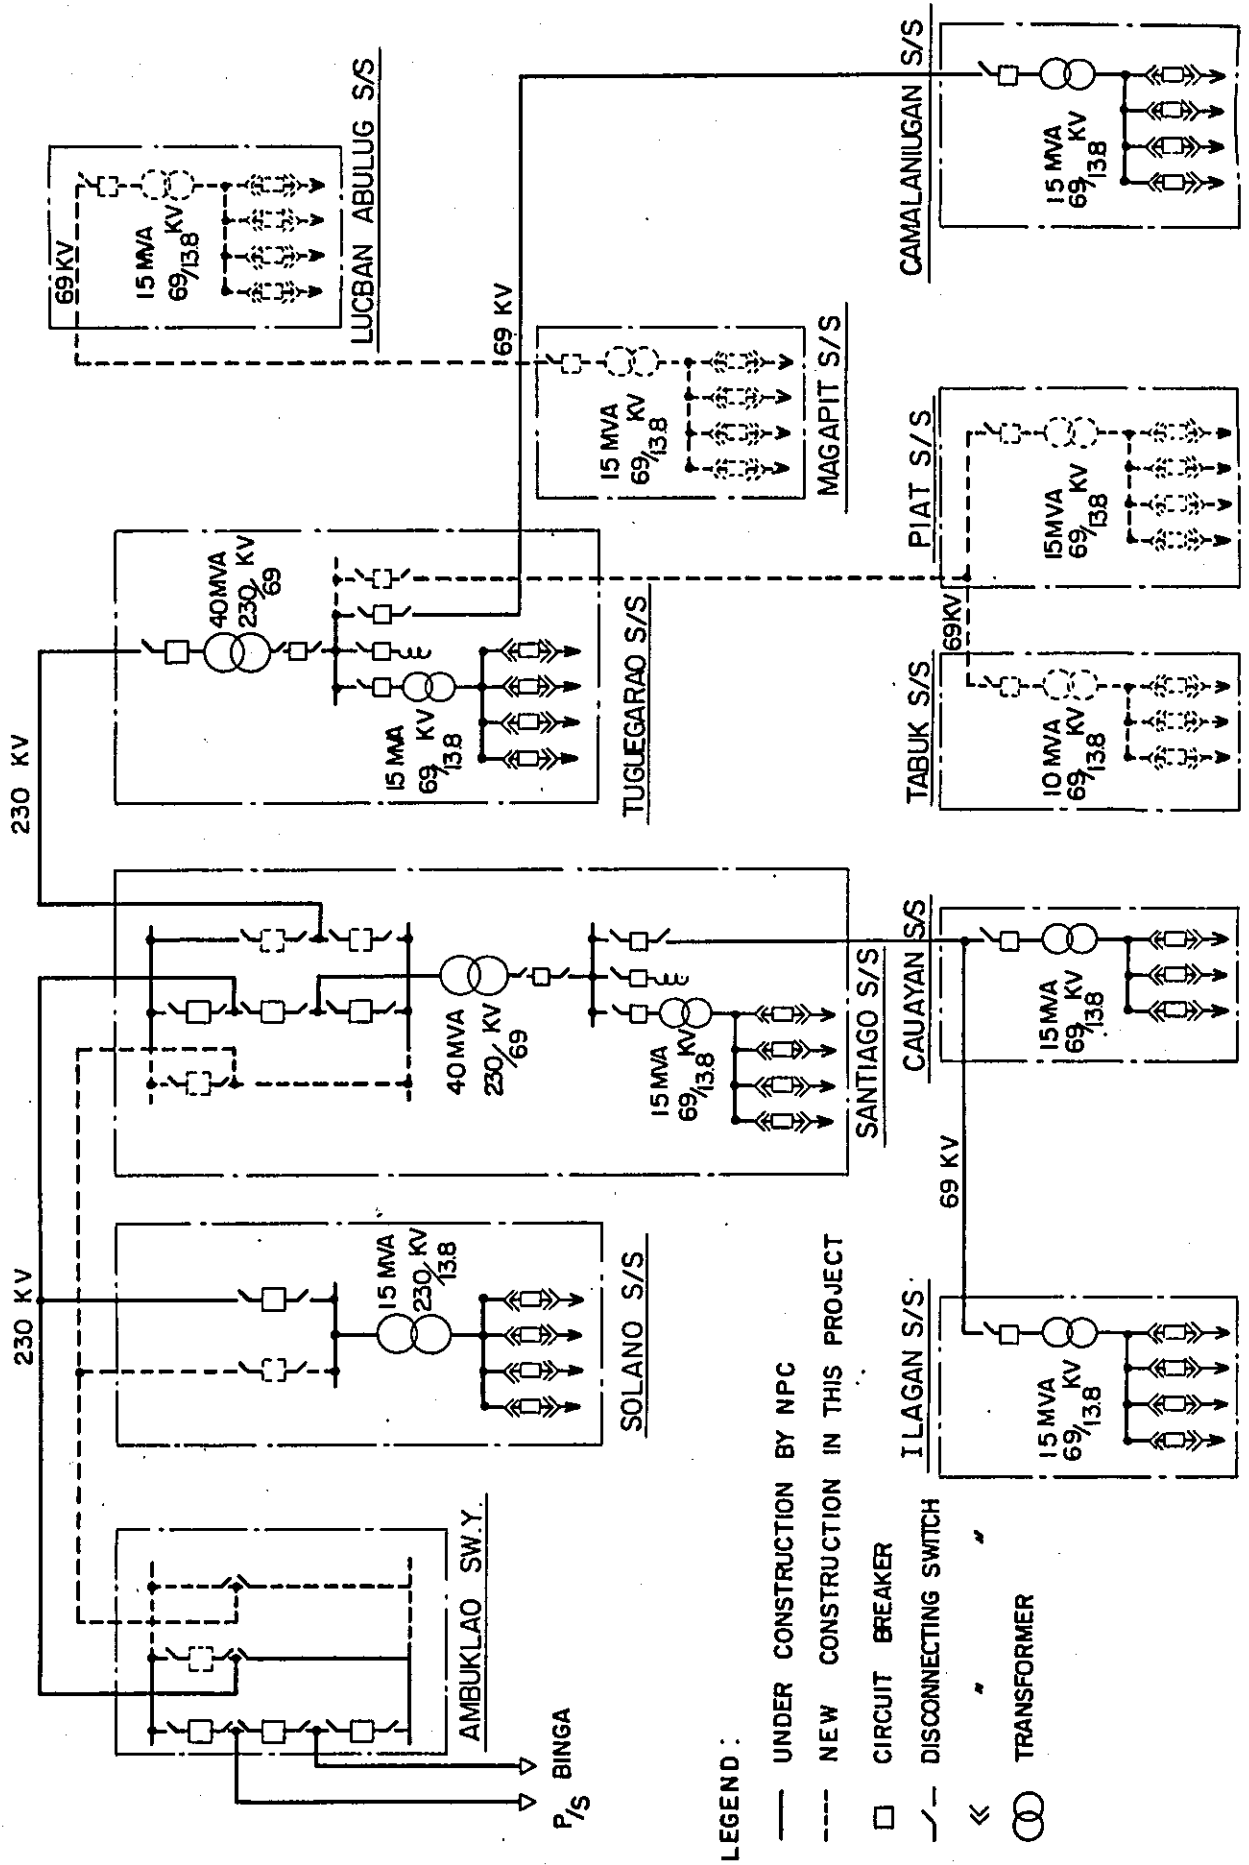 230 KV
230 KV
P/S
BINGA
AMBUKLAO SW.Y.
15 MVA
230/13.8 KV
SOLANO S/S
40MVA
230/69 KV
15 MVA
69/13.8 KV
SANTIAGO S/S
40MVA
230/69 KV
15 MVA
69/13.8 KV
TUGUEGARAO S/S
69KV
15 MVA
69/13.8 KV
LUCBAN ABULUG S/S
69 KV
15 MVA
69/13.8 KV
MAGAPIT S/S
ILAGAN S/S
15 MVA
69/13.8 KV
69 KV
CAUAYAN S/S
15 MVA
69/13.8 KV
TABUK S/S
10 MVA
69/13.8 KV
69KV
PIAT S/S
15MVA
69/13.8 KV
CAMALANIUGAN S/S
15 MVA
69/13.8 KV
LEGEND :
UNDER CONSTRUCTION BY NPC
NEW CONSTRUCTION IN THIS PROJECT
CIRCUIT BREAKER
DISCONNECTING SWITCH
" "
TRANSFORMER